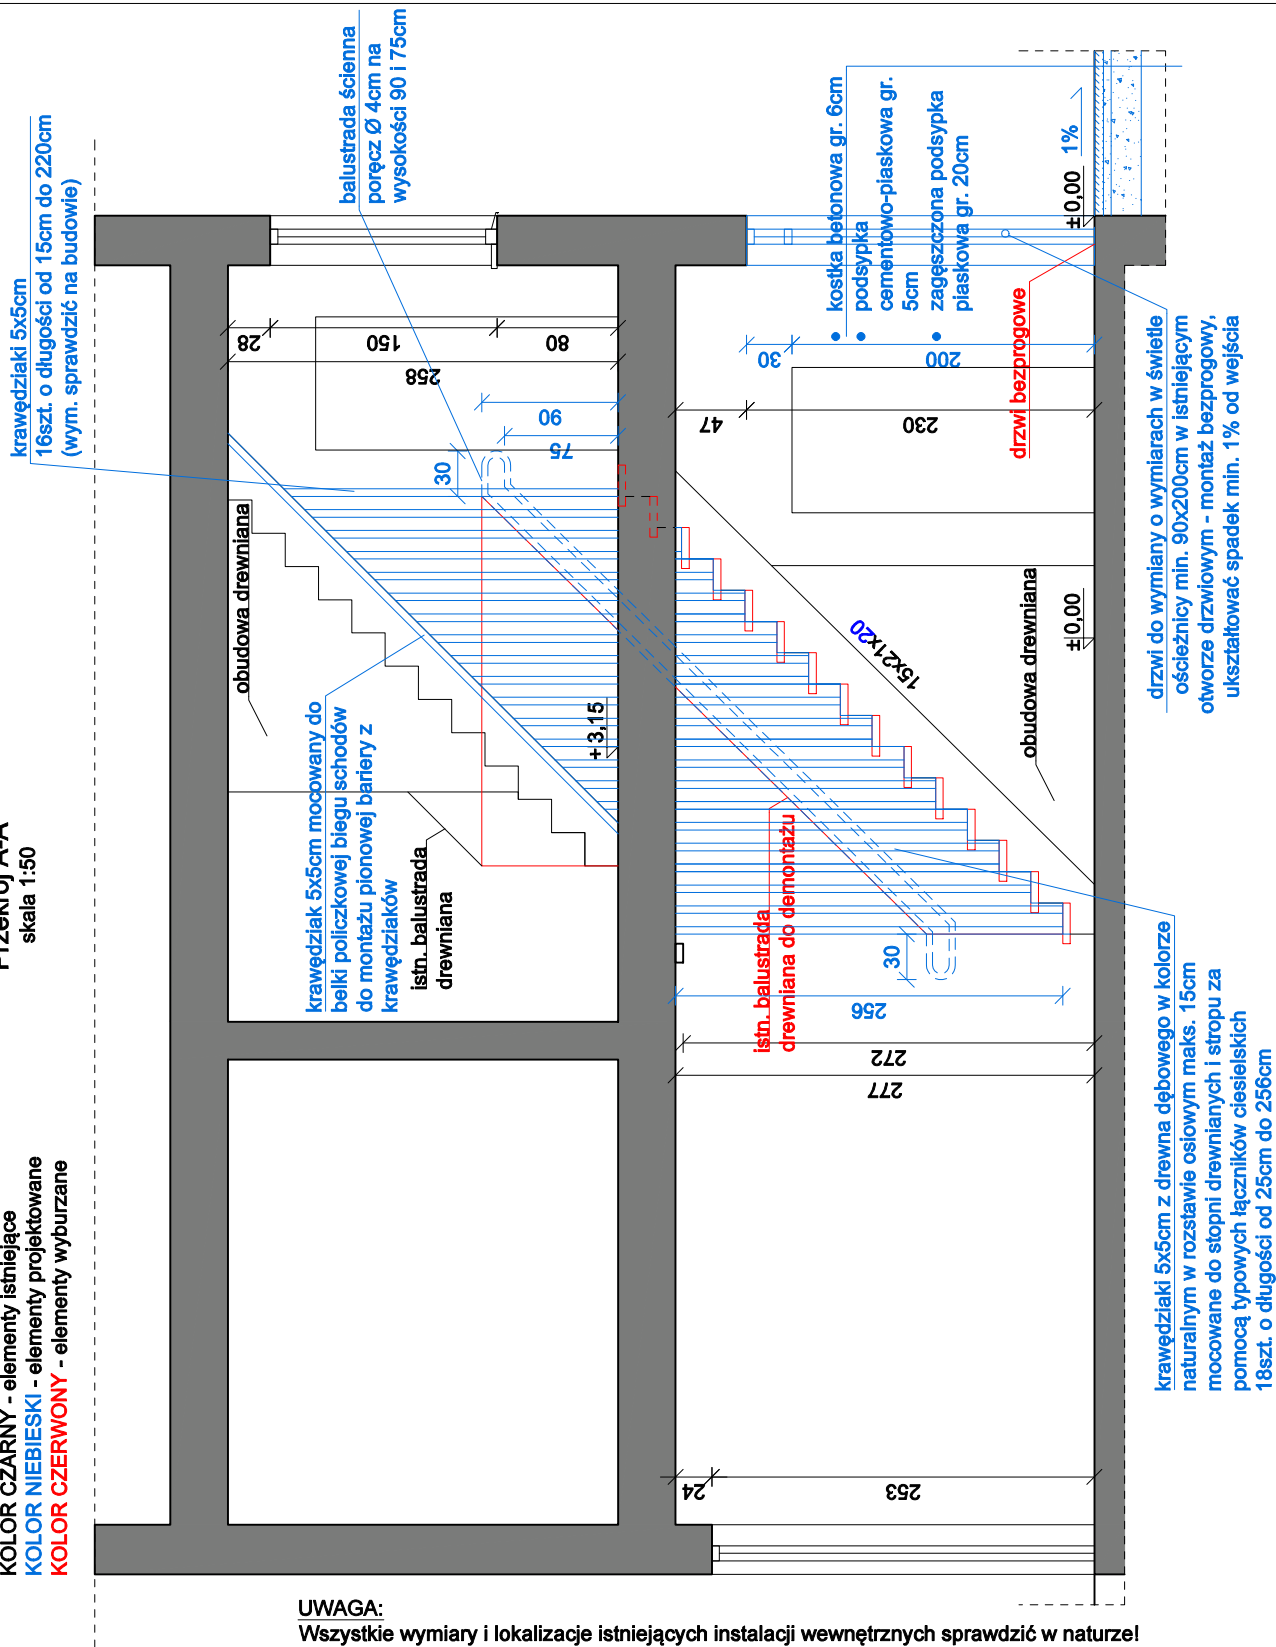 Przekrój A-A
skala 1:50
KOLOR CZARNY - elementy istniejące
KOLOR NIEBIESKI - elementy projektowane
KOLOR CZERWONY - elementy wyburzane
krawędziaki 5x5cm
16szt. o długości od 15cm do 220cm
(wym. sprawdzić na budowie)
balustrada ścienna
poręcz Ø 4cm na
wysokości 90 i 75cm
• kostka betonowa gr. 6cm
• podsypka
cementowo-piaskowa gr.
5cm
• zagęszczona podsypka
piaskowa gr. 20cm
1%
±0,00
28
150
80
258
90
75
30
30
200
47
230
drzwi bezprogowe
obudowa drewniana
krawędziak 5x5cm mocowany do
belki policzkowej biegu schodów
do montażu pionowej bariery z
krawędziaków
istn. balustrada
drewniana
+3,15
15x21x20
obudowa drewniana
±0,00
istn. balustrada
drewniana do demontażu
30
256
272
277
24
253
drzwi do wymiany o wymiarach w świetle
ościeżnicy min. 90x200cm w istniejącym
otworze drzwiowym - montaż bezprogowy,
ukształtować spadek min. 1% od wejścia
krawędziaki 5x5cm z drewna dębowego w kolorze
naturalnym w rozstawie osiowym maks. 15cm
mocowane do stopni drewnianych i stropu za
pomocą typowych łączników ciesielskich
18szt. o długości od 25cm do 256cm
UWAGA:
Wszystkie wymiary i lokalizacje istniejących instalacji wewnętrznych sprawdzić w naturze!